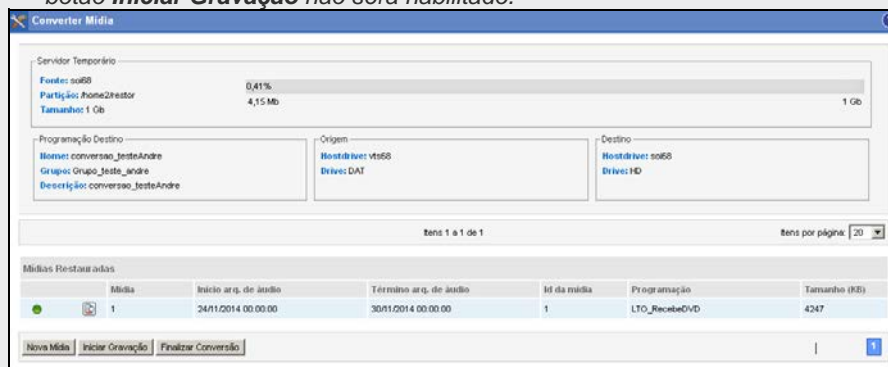 botão Iniciar Gravação não será habilitado.
Converter Mídia
Servidor Temporário
Fonte: soi68
Partição: /home2/restor
Tamanho: 1 Gb
0,41%
4,15 Mb 1 Gb
Programação Destino
Nome: conversao_testeAndre
Grupo: Grupo_teste_andre
Descrição: conversao_testeAndre
Origem
Hostdrive: vts68
Drive: DAT
Destino
Hostdrive: soi68
Drive: HD
Itens 1 a 1 de 1 Itens por página: 20
Mídias Restauradas
Mídia Início arq. de áudio Término arq. de áudio Id da mídia Programação Tamanho (KB)
1 24/11/2014 00:00:00 30/11/2014 00:00:00 1 LTO_RecebeDVD 4247
Nova Mídia Iniciar Gravação Finalizar Conversão | 1